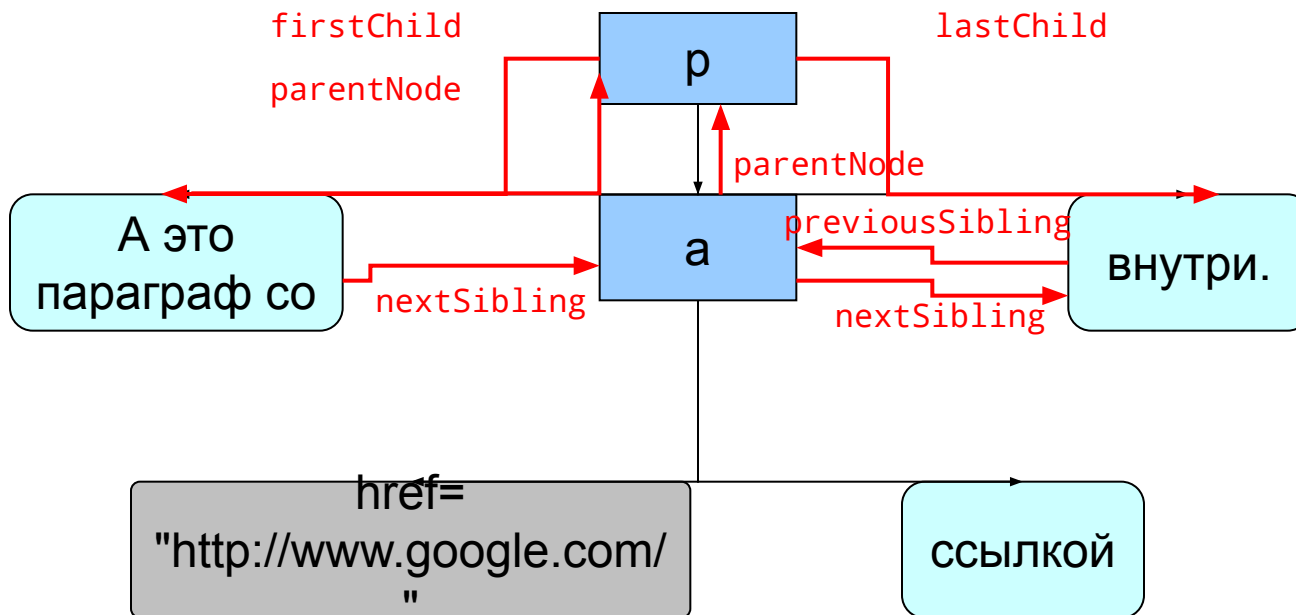 firstChild
p
lastChild
parentNode
parentNode
А это
параграф со
a
previousSibling
внутри.
nextSibling
nextSibling
href=
"http://www.google.com/
"
ссылкой